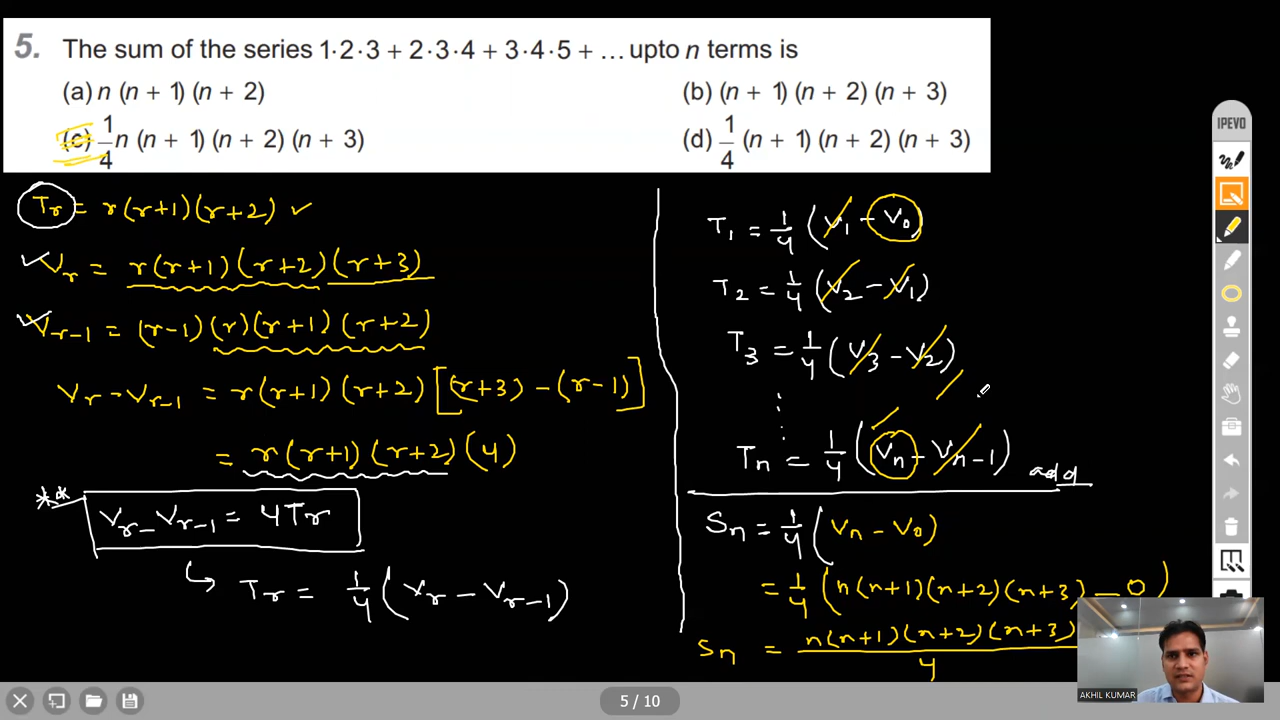 5. The sum of the series 1·2·3 + 2·3·4 + 3·4·5 + ... upto n terms is
(a) n (n + 1) (n + 2)
(b) (n + 1) (n + 2) (n + 3)
(c) 1/4 n (n + 1) (n + 2) (n + 3)
(d) 1/4 (n + 1) (n + 2) (n + 3)
Tr = r(r+1)(r+2) ✓
✓ Vr = r(r+1)(r+2)(r+3)
✓ Vr-1 = (r-1)(r)(r+1)(r+2)
Vr - Vr-1 = r(r+1)(r+2)[(r+3) - (r-1)]
= r(r+1)(r+2)(4)
** Vr - Vr-1 = 4Tr
↳ Tr = 1/4 (Vr - Vr-1)
T1 = 1/4 (V1 - V0)
T2 = 1/4 (V2 - V1)
T3 = 1/4 (V3 - V2)
⋮
Tn = 1/4 (Vn - Vn-1) add
Sn = 1/4 (Vn - V0)
= 1/4 (n(n+1)(n+2)(n+3) - 0)
Sn = n(n+1)(n+2)(n+3)/4
IPEVO
AKHIL KUMAR
5 / 10